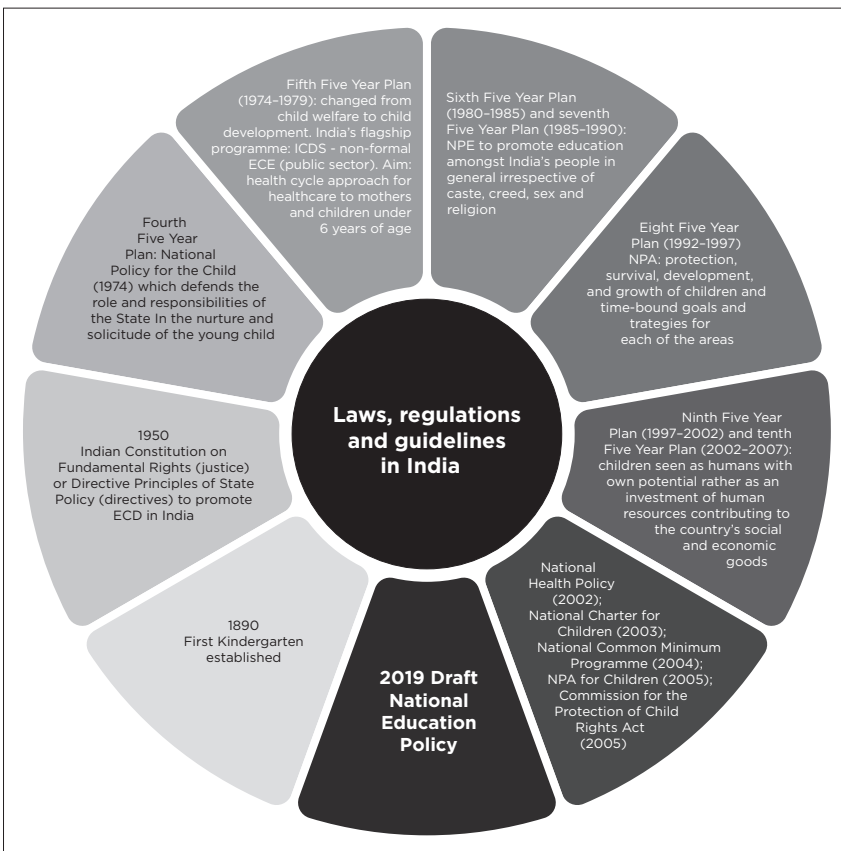 Laws, regulations
and guidelines
in India
1890
First Kindergarten
established
1950
Indian Constitution on
Fundamental Rights (justice)
or Directive Principles of State
Policy (directives) to promote
ECD in India
Fourth
Five Year
Plan: National
Policy for the Child
(1974) which defends the
role and responsibilities of
the State In the nurture and
solicitude of the young child
Fifth Five Year Plan
(1974–1979): changed from
child welfare to child
development. India's flagship
programme: ICDS - non-formal
ECE (public sector). Aim:
health cycle approach for
healthcare to mothers
and children under
6 years of age
Sixth Five Year Plan
(1980–1985) and seventh
Five Year Plan (1985–1990):
NPE to promote education
amongst India's people in
general irrespective of
caste, creed, sex and
religion
Eight Five Year
Plan (1992–1997)
NPA: protection,
survival, development,
and growth of children and
time-bound goals and
trategies for
each of the areas
Ninth Five Year
Plan (1997–2002) and tenth
Five Year Plan (2002–2007):
children seen as humans with
own potential rather as an
investment of human
resources contributing to
the country's social
and economic
goods
National
Health Policy
(2002);
National Charter for
Children (2003);
National Common Minimum
Programme (2004);
NPA for Children (2005);
Commission for the
Protection of Child
Rights Act
(2005)
2019 Draft
National
Education
Policy